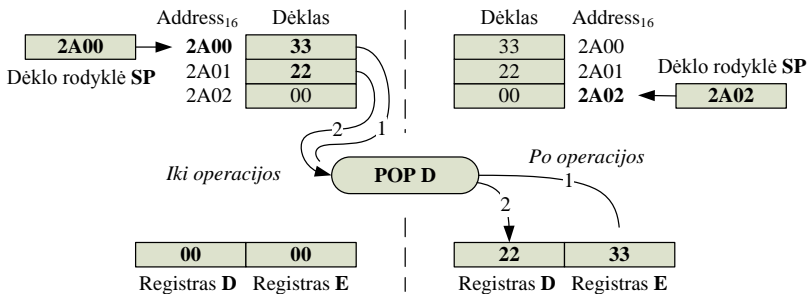 Address16 Dėklas
2A00 2A00 33
2A01 22
Dėklo rodyklė SP
2A02 00
Dėklas Address16
33 2A00
22 2A01
Dėklo rodyklė SP
00 2A02 2A02
2 1
Iki operacijos
POP D
Po operacijos
1
2
00 00
Registras D Registras E
22 33
Registras D Registras E